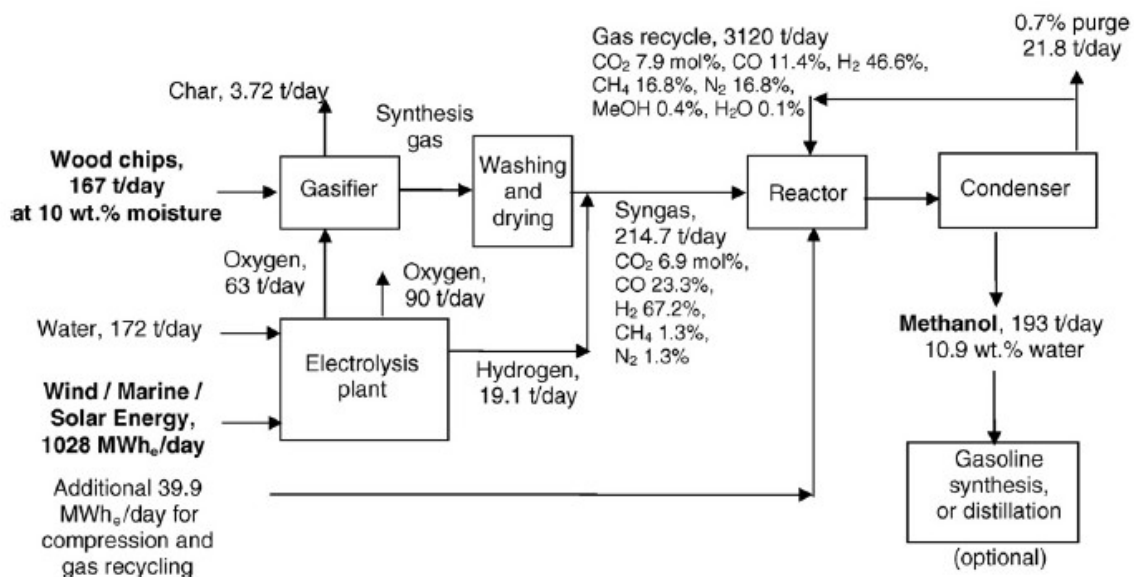 0.7% purge
21.8 t/day
Gas recycle, 3120 t/day
CO₂ 7.9 mol%, CO 11.4%, H₂ 46.6%,
CH₄ 16.8%, N₂ 16.8%,
MeOH 0.4%, H₂O 0.1%
Char, 3.72 t/day
Synthesis
gas
Wood chips,
167 t/day
at 10 wt.% moisture
Gasifier
Washing
and
drying
Reactor
Condenser
Syngas,
214.7 t/day
CO₂ 6.9 mol%,
CO 23.3%,
H₂ 67.2%,
CH₄ 1.3%,
N₂ 1.3%
Oxygen,
63 t/day
Oxygen,
90 t/day
Water, 172 t/day
Electrolysis
plant
Hydrogen,
19.1 t/day
Methanol, 193 t/day
10.9 wt.% water
Wind / Marine /
Solar Energy,
1028 MWhₑ/day
Additional 39.9
MWhₑ/day for
compression and
gas recycling
Gasoline
synthesis,
or distillation
(optional)